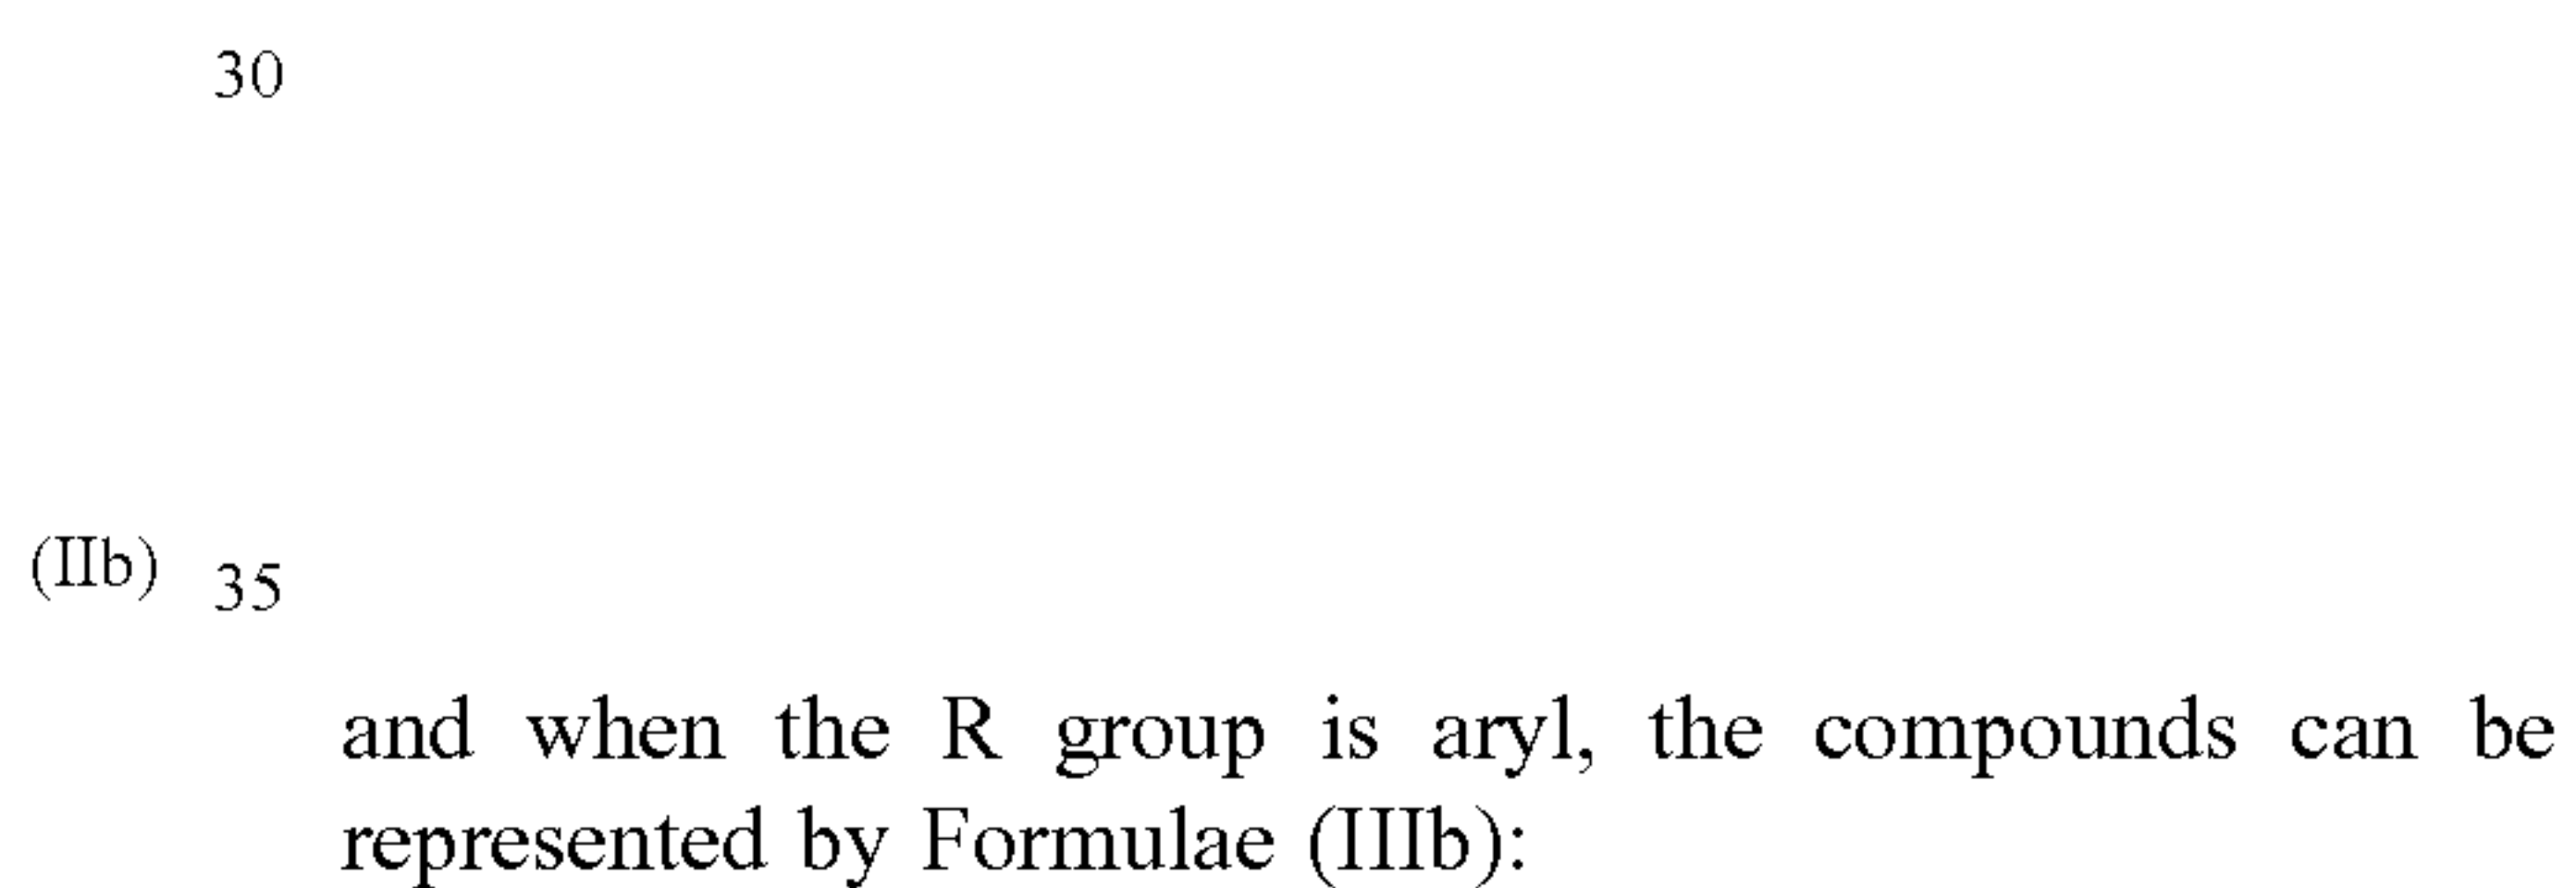 30
(IIb) 35
and when the R group is aryl, the compounds can be
represented by Formulae (IIIb):